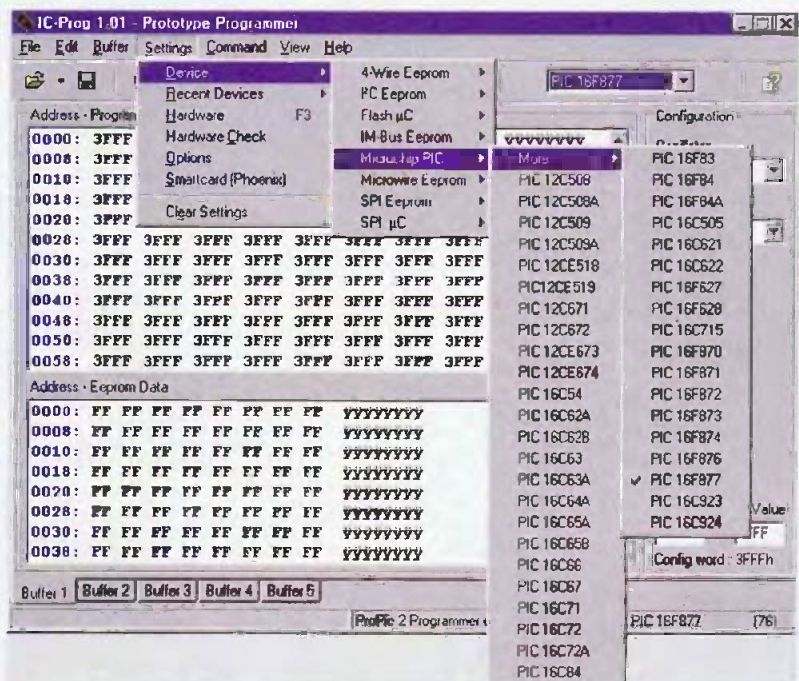 IC-Prog 1.01 - Prototype Programmer
File Edit Buffer Settings Command View Help
PIC 16F877
Device
Recent Devices
Hardware F3
Hardware Check
Options
Smartcard (Phoenix)
Clear Settings
4-Wire Eeprom
I²C Eeprom
Flash µC
IM-Bus Eeprom
Microchip PIC
Microwire Eeprom
SPI Eeprom
SPI µC
More
PIC 12C508
PIC 12C508A
PIC 12C509
PIC 12C509A
PIC 12CE518
PIC12CE519
PIC 12C671
PIC 12C672
PIC 12CE673
PIC 12CE674
PIC 16C54
PIC 16C62A
PIC 16C62B
PIC 16C63
PIC 16C63A
PIC 16C64A
PIC 16C65A
PIC 16C65B
PIC 16C66
PIC 16C67
PIC 16C71
PIC 16C72
PIC 16C72A
PIC 16C84
PIC 16F83
PIC 16F84
PIC 16F84A
PIC 16C505
PIC 16C621
PIC 16C622
PIC 16F627
PIC 16F628
PIC 16C715
PIC 16F870
PIC 16F871
PIC 16F872
PIC 16F873
PIC 16F874
PIC 16F876
PIC 16F877
PIC 16C923
PIC 16C924
Configuration
Address - Program
0000: 3FFF
0008: 3FFF
0010: 3FFF
0018: 3FFF
0020: 3FFF
0028: 3FFF 3FFF 3FFF 3FFF 3FFF 3FFF 3FFF 3FFF
0030: 3FFF 3FFF 3FFF 3FFF 3FFF 3FFF 3FFF 3FFF
0038: 3FFF 3FFF 3FFF 3FFF 3FFF 3FFF 3FFF 3FFF
0040: 3FFF 3FFF 3FFF 3FFF 3FFF 3FFF 3FFF 3FFF
0048: 3FFF 3FFF 3FFF 3FFF 3FFF 3FFF 3FFF 3FFF
0050: 3FFF 3FFF 3FFF 3FFF 3FFF 3FFF 3FFF 3FFF
0058: 3FFF 3FFF 3FFF 3FFF 3FFF 3FFF 3FFF 3FFF
Address - Eeprom Data
0000: FF FF FF FF FF FF FF FF ÿÿÿÿÿÿÿÿ
0008: FF FF FF FF FF FF FF FF ÿÿÿÿÿÿÿÿ
0010: FF FF FF FF FF FF FF FF ÿÿÿÿÿÿÿÿ
0018: FF FF FF FF FF FF FF FF ÿÿÿÿÿÿÿÿ
0020: FF FF FF FF FF FF FF FF ÿÿÿÿÿÿÿÿ
0028: FF FF FF FF FF FF FF FF ÿÿÿÿÿÿÿÿ
0030: FF FF FF FF FF FF FF FF ÿÿÿÿÿÿÿÿ
0038: FF FF FF FF FF FF FF FF ÿÿÿÿÿÿÿÿ
Value
FF
Config word : 3FFFh
Buffer 1 Buffer 2 Buffer 3 Buffer 4 Buffer 5
ProPic 2 Programmer PIC 16F877 (76)